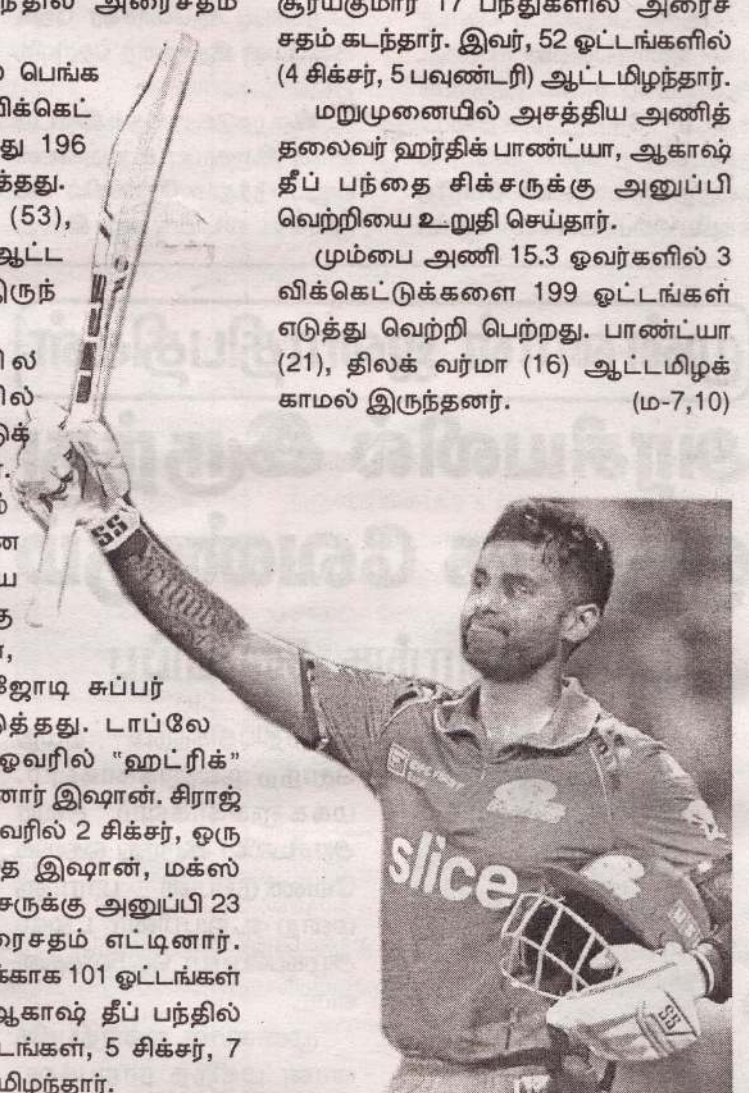 ந்தில் அரைசதம்
பெங்க
விக்கெட்
து 196
த்தது.
(53),
ஆட்ட
இருந்
ில்
ில்
டுக்
ன
ய
கு
ஜோடி சுப்பர்
டுத்தது. டாப்லே
ஓவரில் “ஹட்ரிக்”
னார் இஷான். சிராஜ்
வரில் 2 சிக்சர், ஒரு
த இஷான், மக்ஸ்
சருக்கு அனுப்பி 23
ரைசதம் எட்டினார்.
க்காக 101 ஓட்டங்கள்
ஆகாஷ் தீப் பந்தில்
டங்கள், 5 சிக்சர், 7
மிழந்தார்.
சூர்யகுமார் 17 பந்துகளில் அரைச்
சதம் கடந்தார். இவர், 52 ஓட்டங்களில்
(4 சிக்சர், 5 பவுண்டரி) ஆட்டமிழந்தார்.
மறுமுனையில் அசத்திய அணித்
தலைவர் ஹர்திக் பாண்ட்யா, ஆகாஷ்
தீப் பந்தை சிக்சருக்கு அனுப்பி
வெற்றியை உறுதி செய்தார்.
மும்பை அணி 15.3 ஓவர்களில் 3
விக்கெட்டுக்களை 199 ஓட்டங்கள்
எடுத்து வெற்றி பெற்றது. பாண்ட்யா
(21), திலக் வர்மா (16) ஆட்டமிழக்
காமல் இருந்தனர். (ம-7,10)
SS
slice
SS